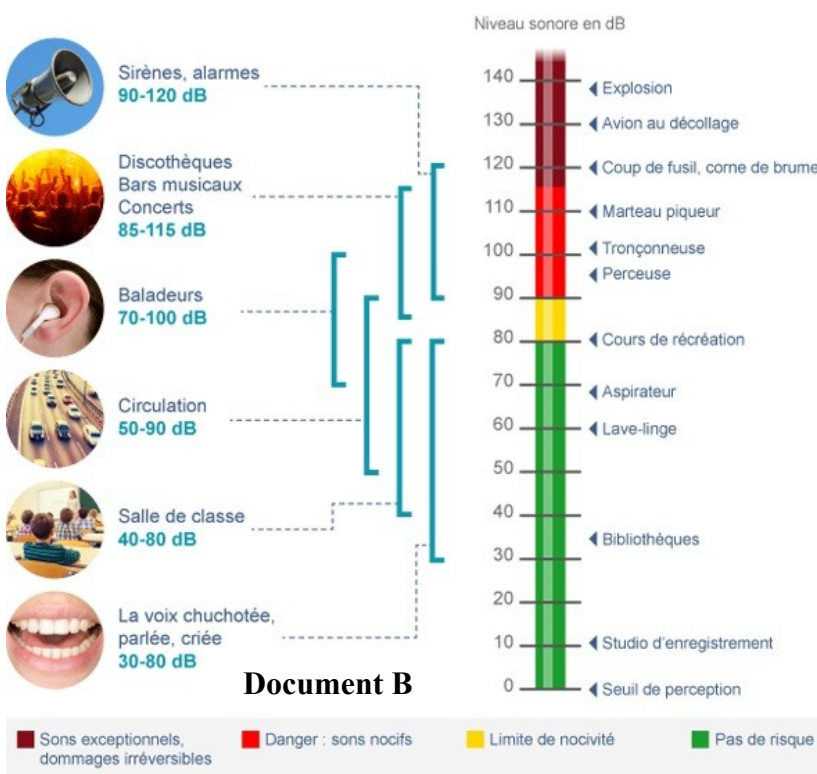 Niveau sonore en dB
Sirènes, alarmes
90-120 dB
Discothèques
Bars musicaux
Concerts
85-115 dB
Baladeurs
70-100 dB
Circulation
50-90 dB
Salle de classe
40-80 dB
La voix chuchotée,
parlée, criée
30-80 dB
Document B
140
Explosion
130
Avion au décollage
120
Coup de fusil, corne de brume
110
Marteau piqueur
100
Tronçonneuse
Perceuse
90
80
Cours de récréation
70
Aspirateur
60
Lave-linge
50
40
Bibliothèques
30
20
10
Studio d'enregistrement
0
Seuil de perception
Sons exceptionnels,
dommages irréversibles
Danger : sons nocifs
Limite de nocivité
Pas de risque